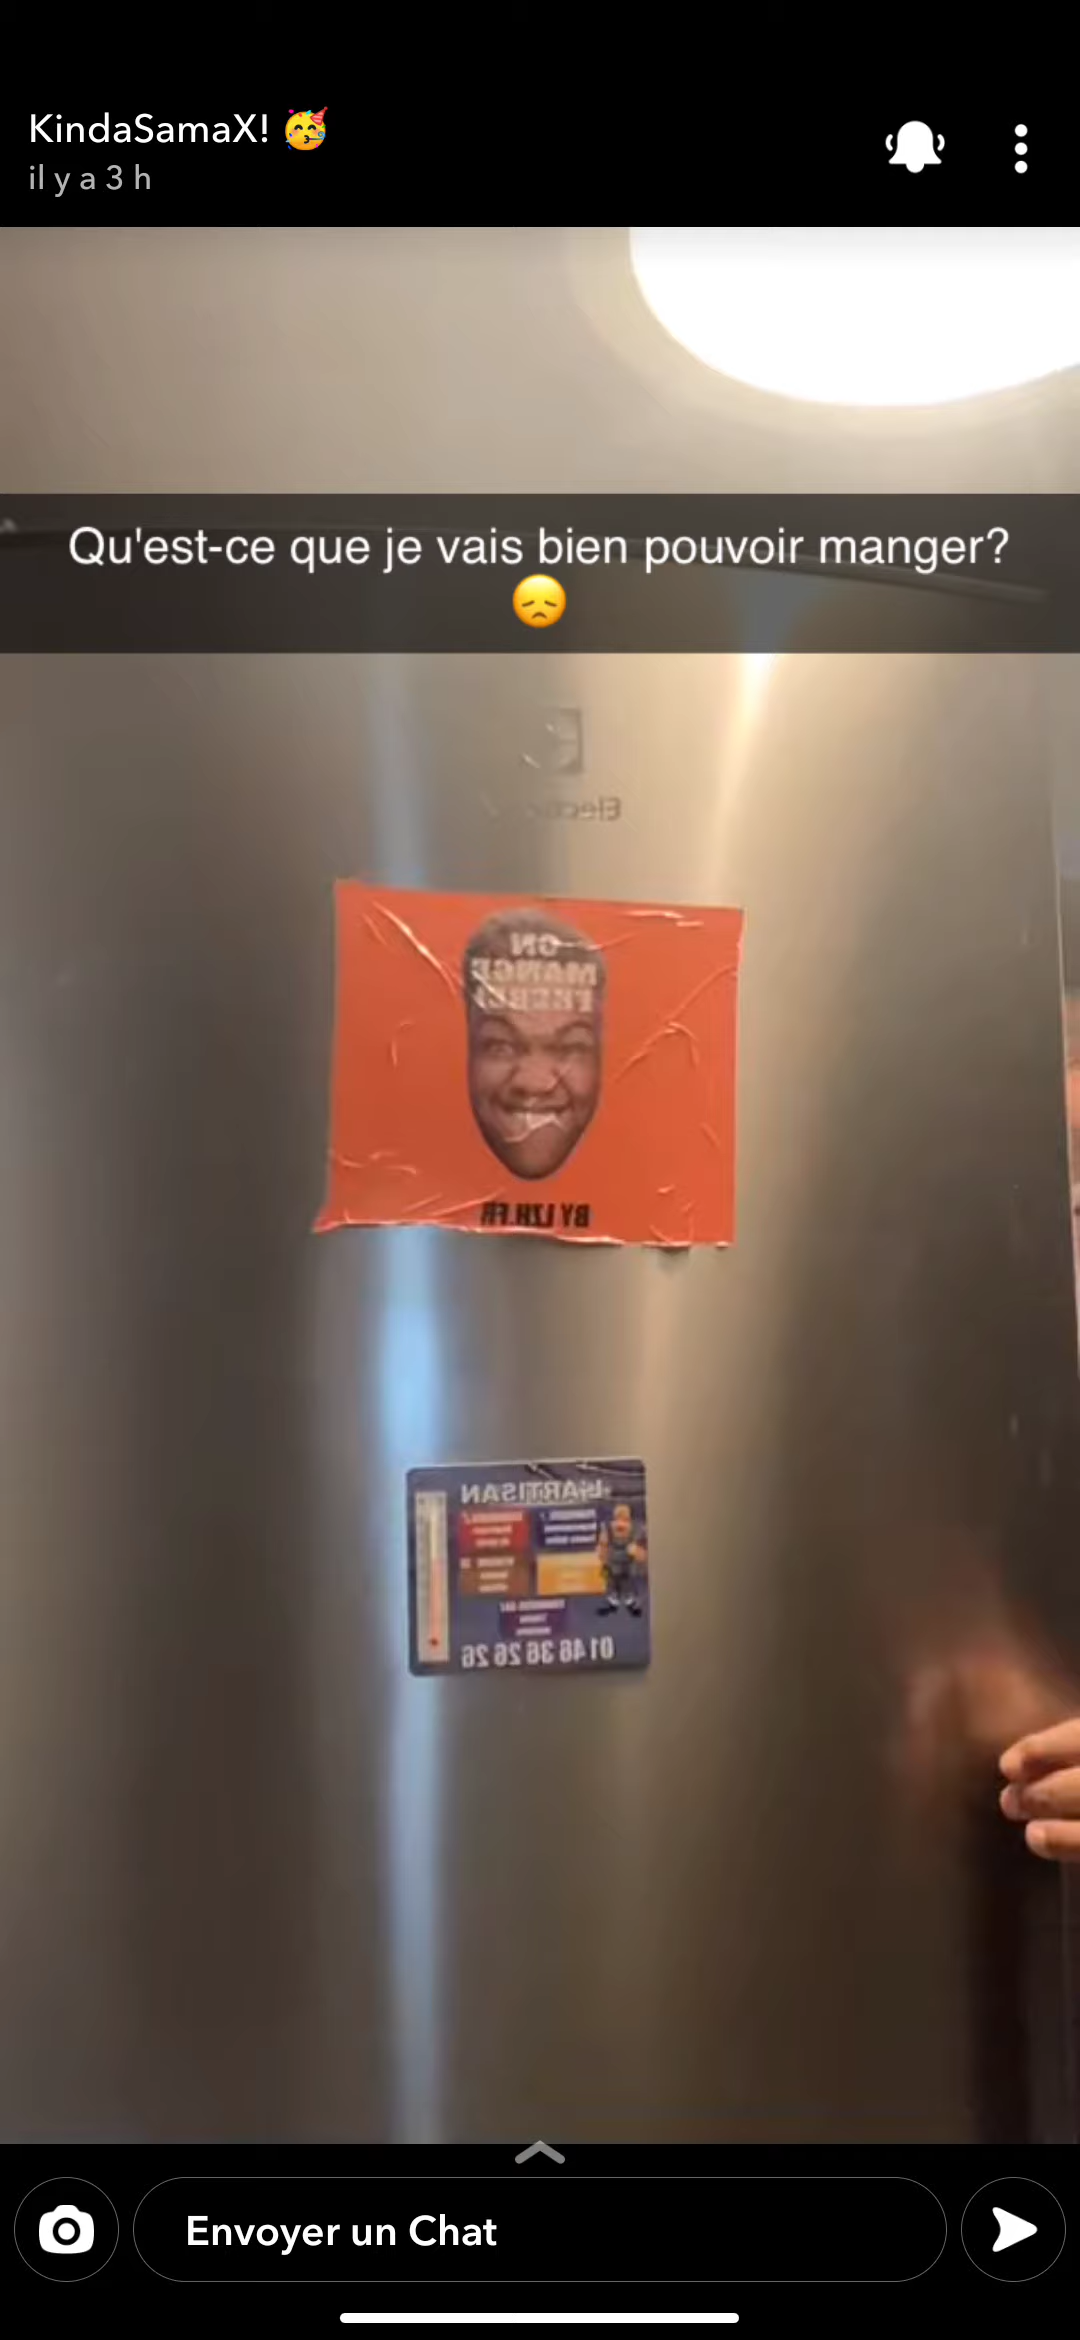 KindaSamaX! 🥳
il y a 3 h
Qu'est-ce que je vais bien pouvoir manger?
😞
ON
MANGE
BY LZH.FR
L'ARTISAN
01 46 36 26 26
Envoyer un Chat